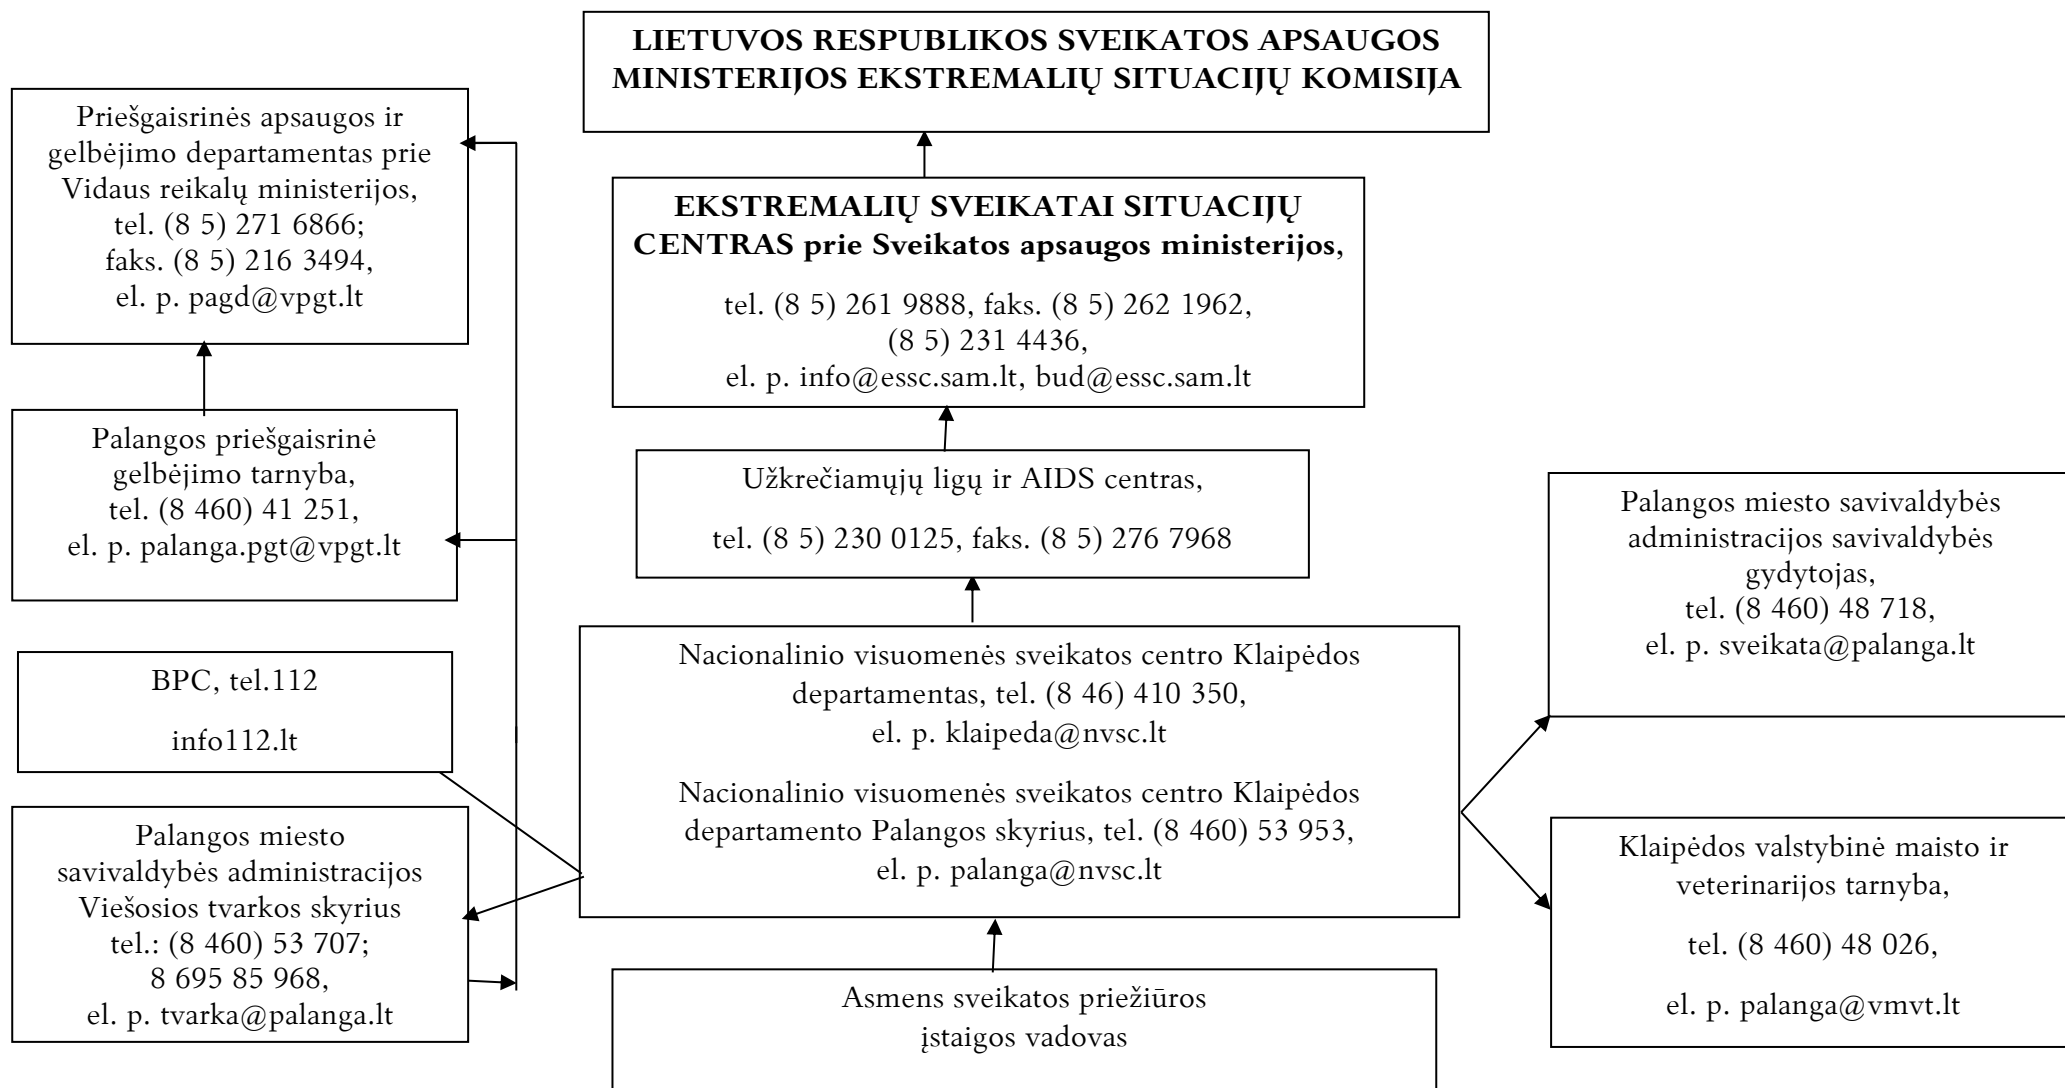 LIETUVOS RESPUBLIKOS SVEIKATOS APSAUGOS
MINISTERIJOS EKSTREMALIŲ SITUACIJŲ KOMISIJA
Priešgaisrinės apsaugos ir
gelbėjimo departamentas prie
Vidaus reikalų ministerijos,
tel. (8 5) 271 6866;
faks. (8 5) 216 3494,
el. p. pagd@vpgt.lt
EKSTREMALIŲ SVEIKATAI SITUACIJŲ
CENTRAS prie Sveikatos apsaugos ministerijos,
tel. (8 5) 261 9888, faks. (8 5) 262 1962,
(8 5) 231 4436,
el. p. info@essc.sam.lt, bud@essc.sam.lt
Palangos priešgaisrinė
gelbėjimo tarnyba,
tel. (8 460) 41 251,
el. p. palanga.pgt@vpgt.lt
Užkrečiamųjų ligų ir AIDS centras,
tel. (8 5) 230 0125, faks. (8 5) 276 7968
Palangos miesto savivaldybės
administracijos savivaldybės
gydytojas,
tel. (8 460) 48 718,
el. p. sveikata@palanga.lt
BPC, tel.112
info112.lt
Nacionalinio visuomenės sveikatos centro Klaipėdos
departamentas, tel. (8 46) 410 350,
el. p. klaipeda@nvsc.lt
Nacionalinio visuomenės sveikatos centro Klaipėdos
departamento Palangos skyrius, tel. (8 460) 53 953,
el. p. palanga@nvsc.lt
Palangos miesto
savivaldybės administracijos
Viešosios tvarkos skyrius
tel.: (8 460) 53 707;
8 695 85 968,
el. p. tvarka@palanga.lt
Klaipėdos valstybinė maisto ir
veterinarijos tarnyba,
tel. (8 460) 48 026,
el. p. palanga@vmvt.lt
Asmens sveikatos priežiūros
įstaigos vadovas